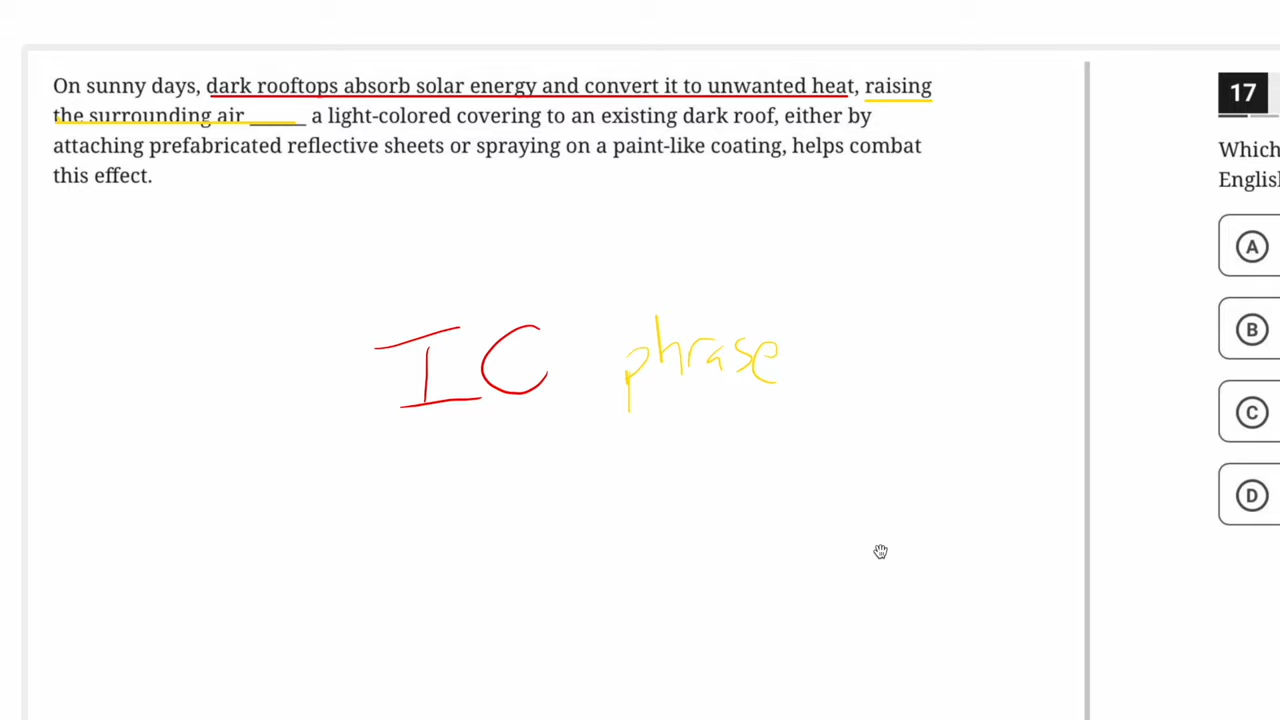 On sunny days, dark rooftops absorb solar energy and convert it to unwanted heat, raising
the surrounding air _____ a light-colored covering to an existing dark roof, either by
attaching prefabricated reflective sheets or spraying on a paint-like coating, helps combat
this effect.
IC phrase
17
Which
English
A
B
C
D